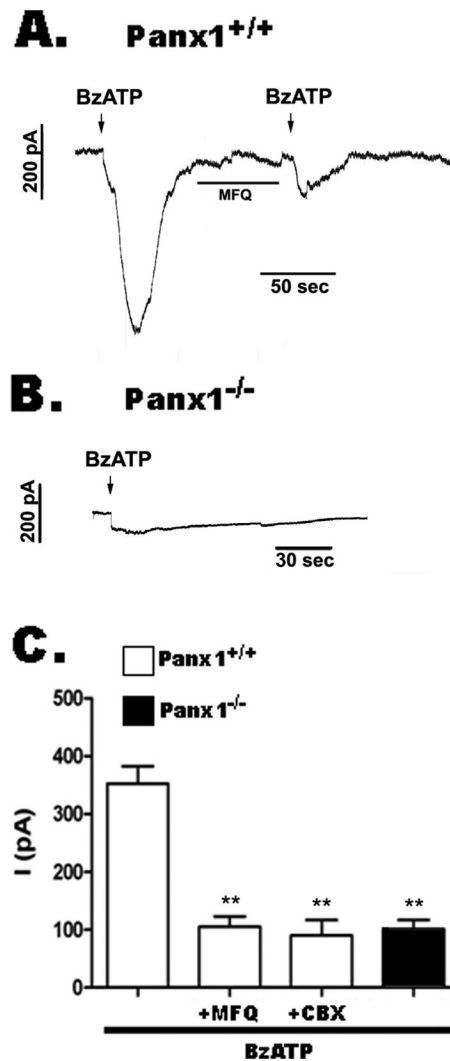 A. Panx1+/+
BzATP BzATP
200 pA
MFQ
50 sec
B. Panx1-/-
BzATP
200 pA
30 sec
C.
Panx1+/+
Panx1-/-
500
400
300
200
100
0
I (pA)
** ** **
+MFQ +CBX
BzATP